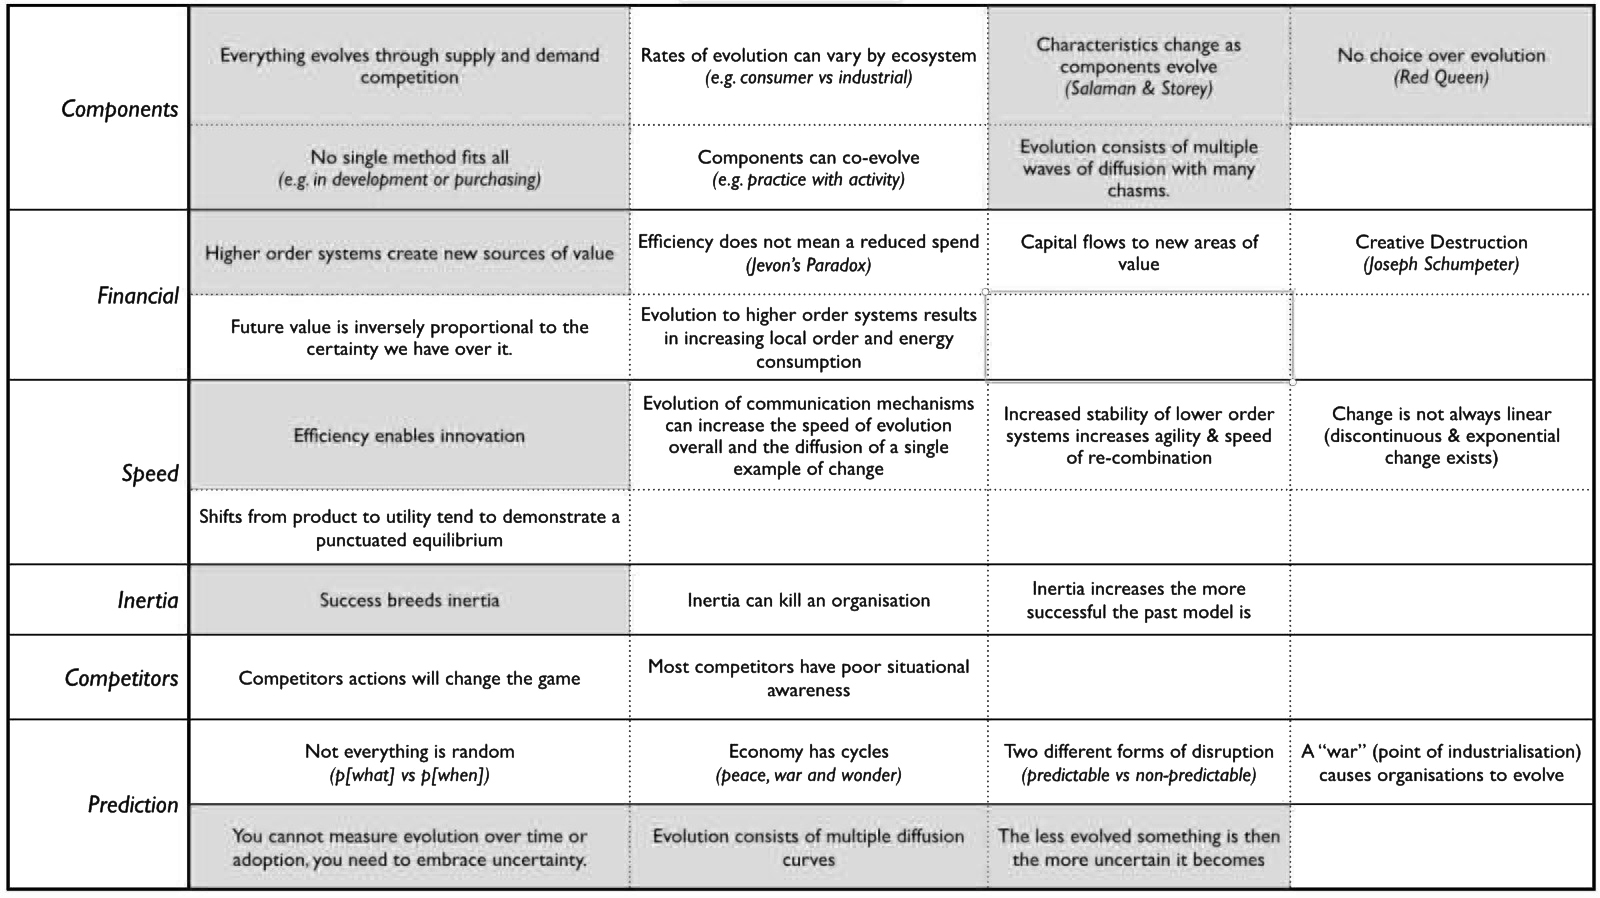 Components
Everything evolves through supply and demand
competition
Rates of evolution can vary by ecosystem
(e.g. consumer vs industrial)
Characteristics change as
components evolve
(Salaman & Storey)
No choice over evolution
(Red Queen)
No single method fits all
(e.g. in development or purchasing)
Components can co-evolve
(e.g. practice with activity)
Evolution consists of multiple
waves of diffusion with many
chasms.
Financial
Higher order systems create new sources of value
Efficiency does not mean a reduced spend
(Jevon's Paradox)
Capital flows to new areas of
value
Creative Destruction
(Joseph Schumpeter)
Future value is inversely proportional to the
certainty we have over it.
Evolution to higher order systems results
in increasing local order and energy
consumption
Speed
Efficiency enables innovation
Evolution of communication mechanisms
can increase the speed of evolution
overall and the diffusion of a single
example of change
Increased stability of lower order
systems increases agility & speed
of re-combination
Change is not always linear
(discontinuous & exponential
change exists)
Shifts from product to utility tend to demonstrate a
punctuated equilibrium
Inertia
Success breeds inertia
Inertia can kill an organisation
Inertia increases the more
successful the past model is
Competitors
Competitors actions will change the game
Most competitors have poor situational
awareness
Prediction
Not everything is random
(p[what] vs p[when])
Economy has cycles
(peace, war and wonder)
Two different forms of disruption
(predictable vs non-predictable)
A “war” (point of industrialisation)
causes organisations to evolve
You cannot measure evolution over time or
adoption, you need to embrace uncertainty.
Evolution consists of multiple diffusion
curves
The less evolved something is then
the more uncertain it becomes